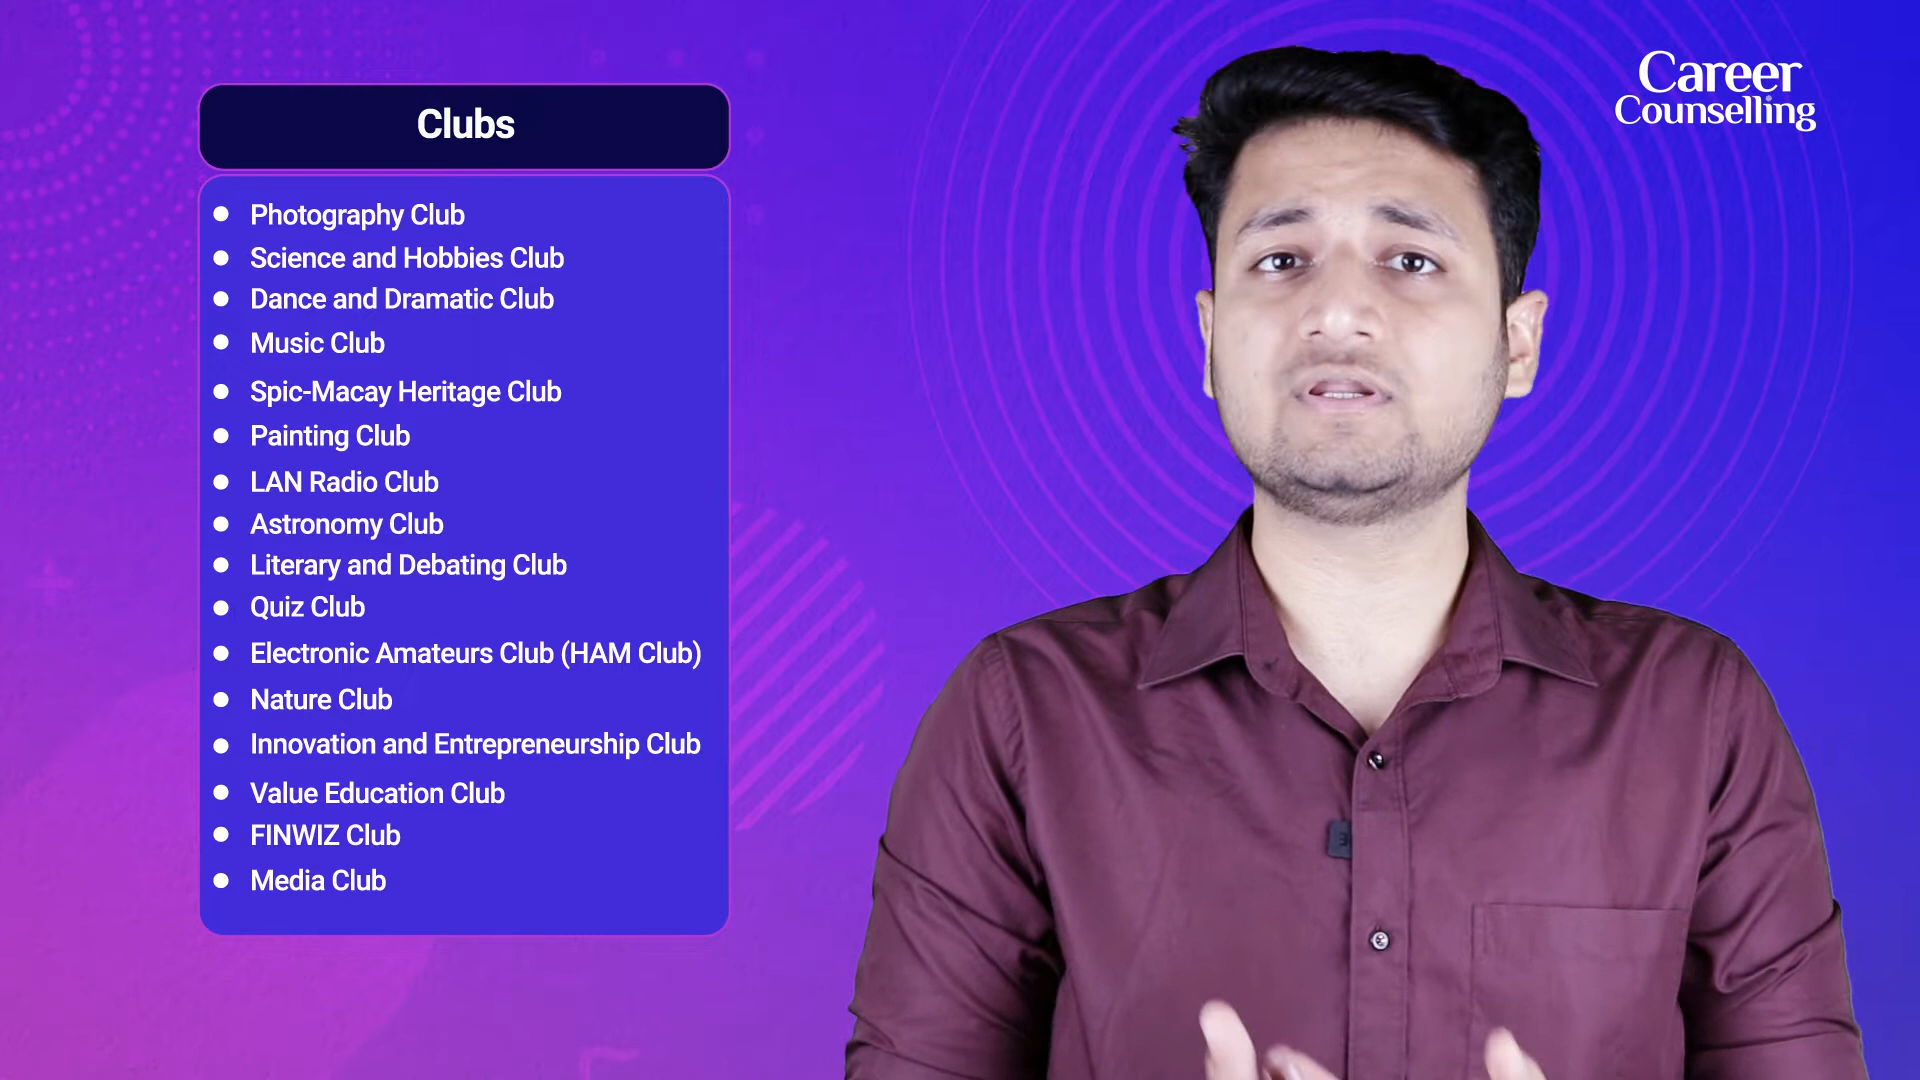 Clubs
Photography Club
Science and Hobbies Club
Dance and Dramatic Club
Music Club
Spic-Macay Heritage Club
Painting Club
LAN Radio Club
Astronomy Club
Literary and Debating Club
Quiz Club
Electronic Amateurs Club (HAM Club)
Nature Club
Innovation and Entrepreneurship Club
Value Education Club
FINWIZ Club
Media Club
Career
Counselling